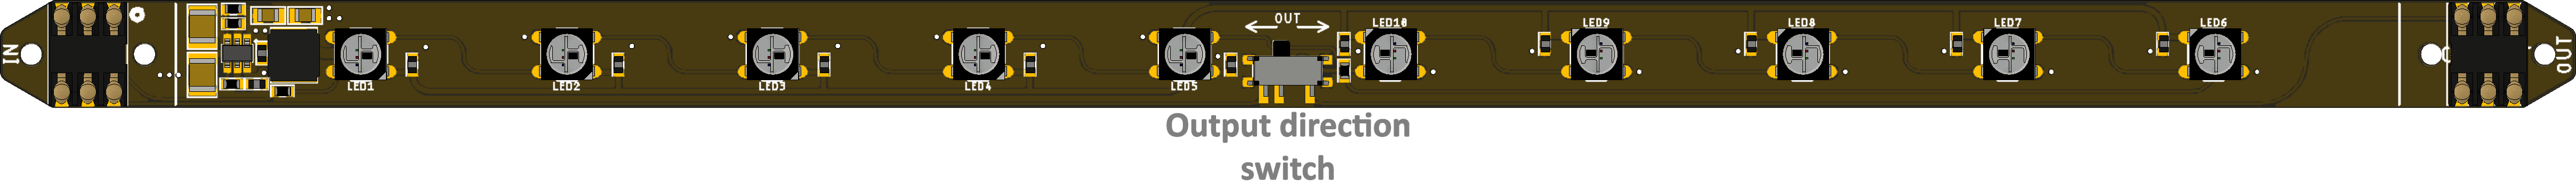 IN
OUT
LED10
LED9
LED8
LED7
LED6
LED1
LED2
LED3
LED4
LED5
OUT
Output direction
switch